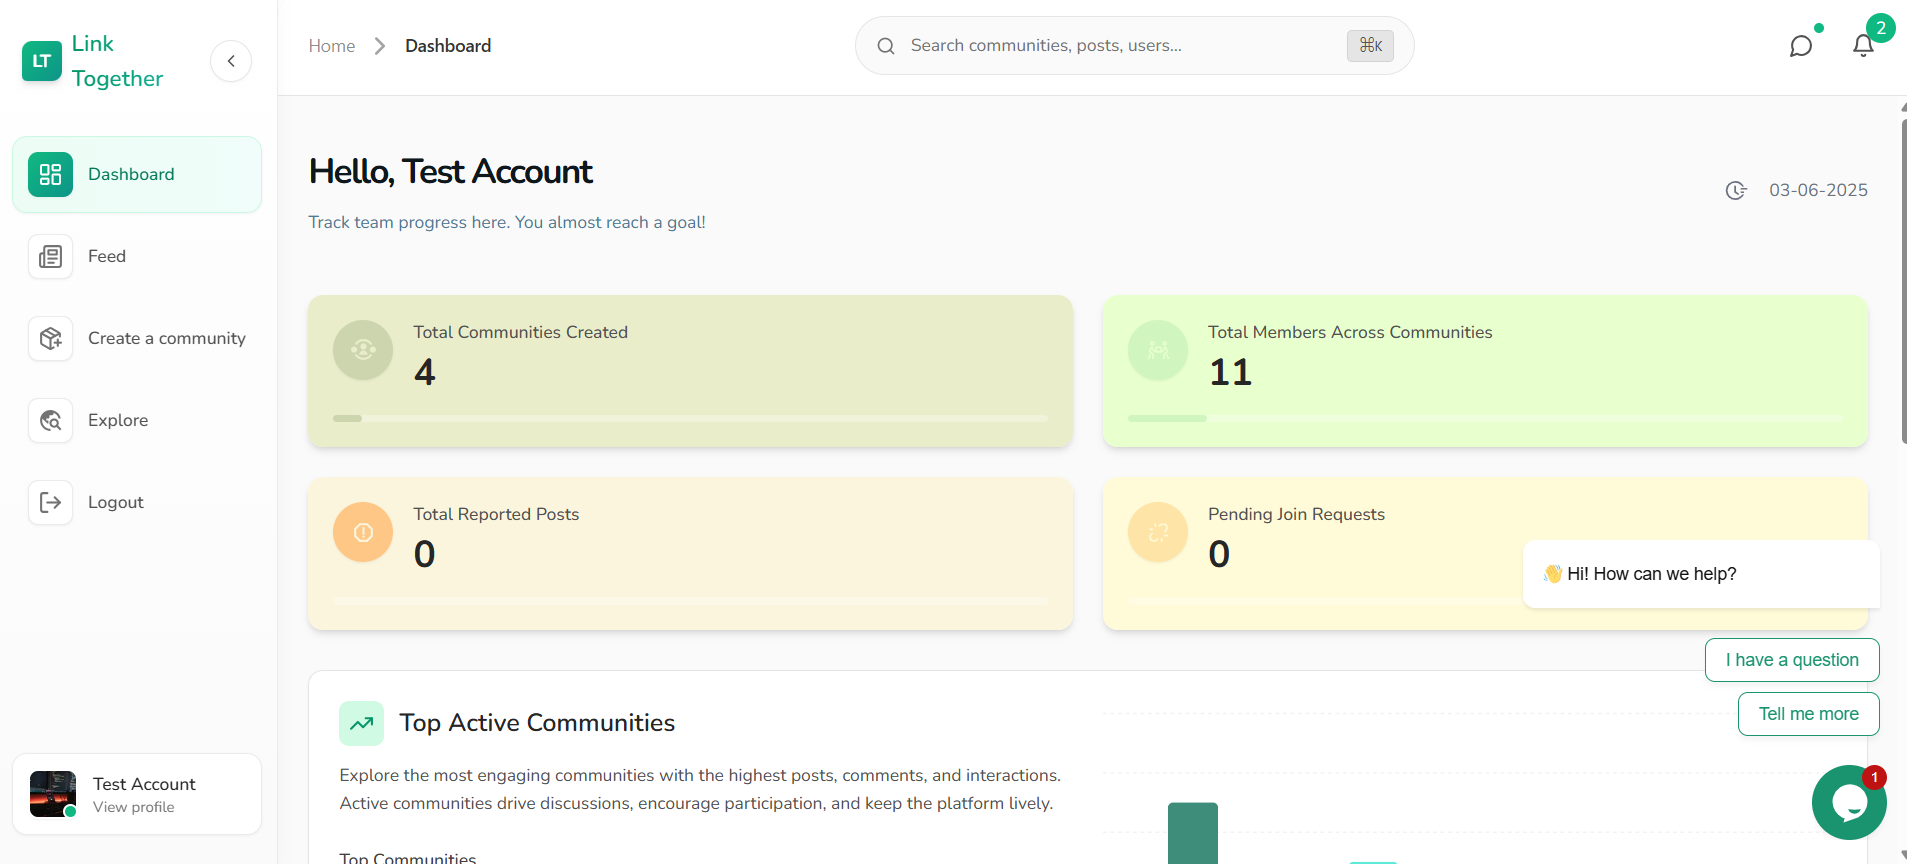 LT
Link
Together
Home
Dashboard
Search communities, posts, users...
⌘K
2
Dashboard
Feed
Create a community
Explore
Logout
Test Account
View profile
Hello, Test Account
Track team progress here. You almost reach a goal!
03-06-2025
Total Communities Created
4
Total Members Across Communities
11
Total Reported Posts
0
Pending Join Requests
0
👋 Hi! How can we help?
I have a question
Tell me more
1
Top Active Communities
Explore the most engaging communities with the highest posts, comments, and interactions.
Active communities drive discussions, encourage participation, and keep the platform lively.
Top Communities